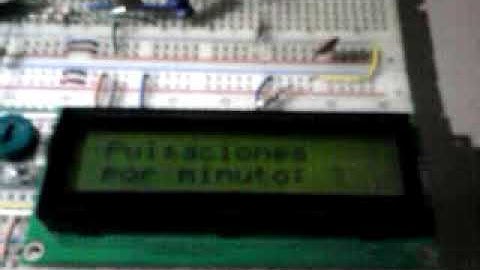 Pulsaciones
por minuto: